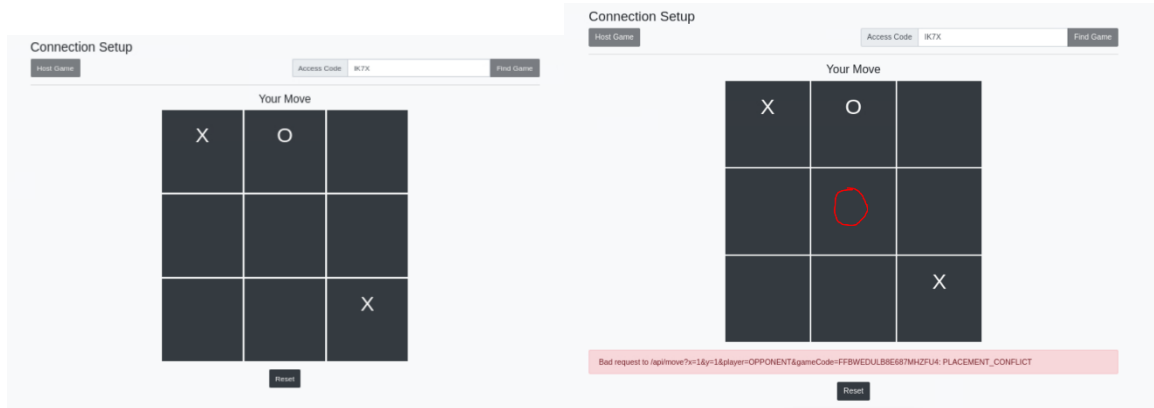 Connection Setup
Host Game
Access Code IK7X Find Game
Your Move
X O
X
Reset
Connection Setup
Host Game
Access Code IK7X Find Game
Your Move
X O
X
Bad request to /api/move?x=1&y=1&player=OPPONENT&gameCode=FFBWEDULB8E687MHZFU4: PLACEMENT_CONFLICT
Reset